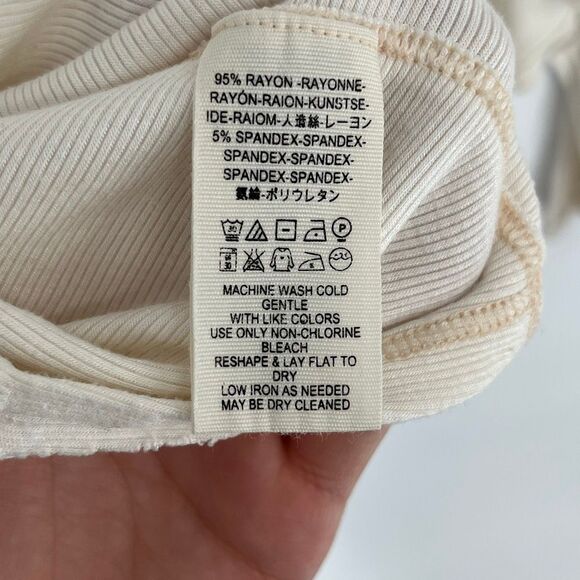 95% RAYON -RAYONNE-
RAYÓN-RAION-KUNSTSE-
IDE-RAIOM-人造絲-レーヨン
5% SPANDEX-SPANDEX-
SPANDEX-SPANDEX-
SPANDEX-SPANDEX-
氨綸-ポリウレタン
30 P
MACHINE WASH COLD
GENTLE
WITH LIKE COLORS
USE ONLY NON-CHLORINE
BLEACH
RESHAPE & LAY FLAT TO
DRY
LOW IRON AS NEEDED
MAY BE DRY CLEANED